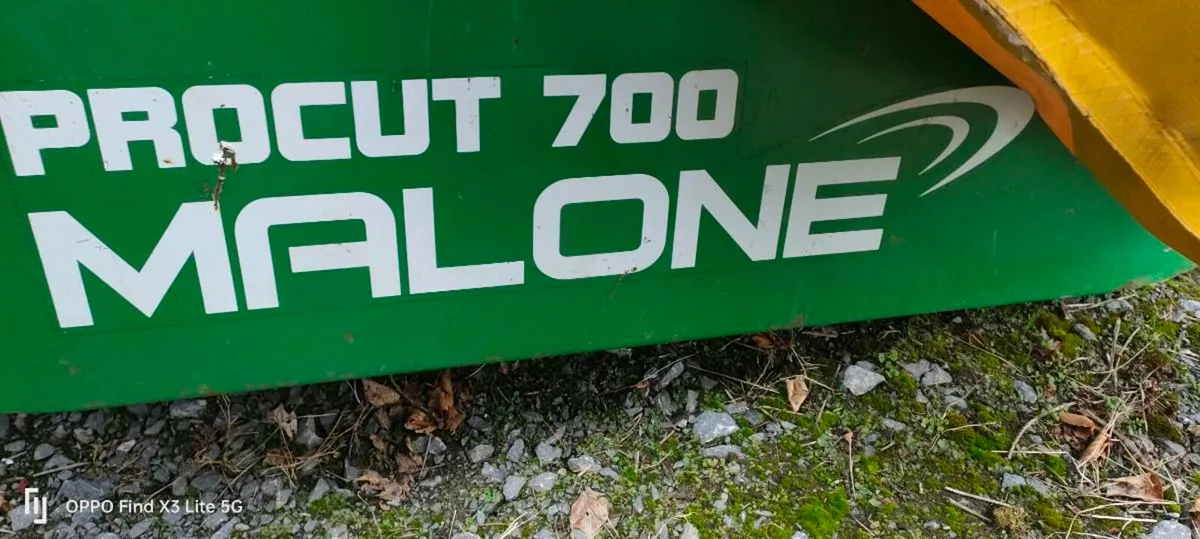 PROCUT 700
MALONE
OPPO Find X3 Lite 5G